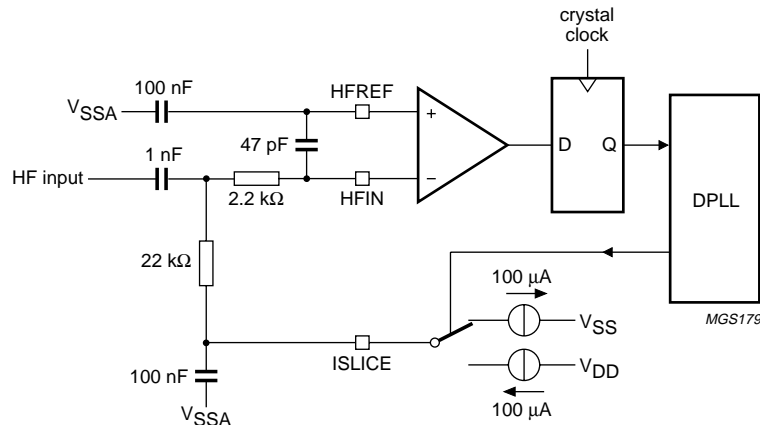 crystal
clock
100 nF
HFREF
VSSA
+
47 pF
D
Q
1 nF
HF input
−
2.2 kΩ
HFIN
DPLL
22 kΩ
100 μA
MGS179
VSS
ISLICE
VDD
100 nF
100 μA
VSSA